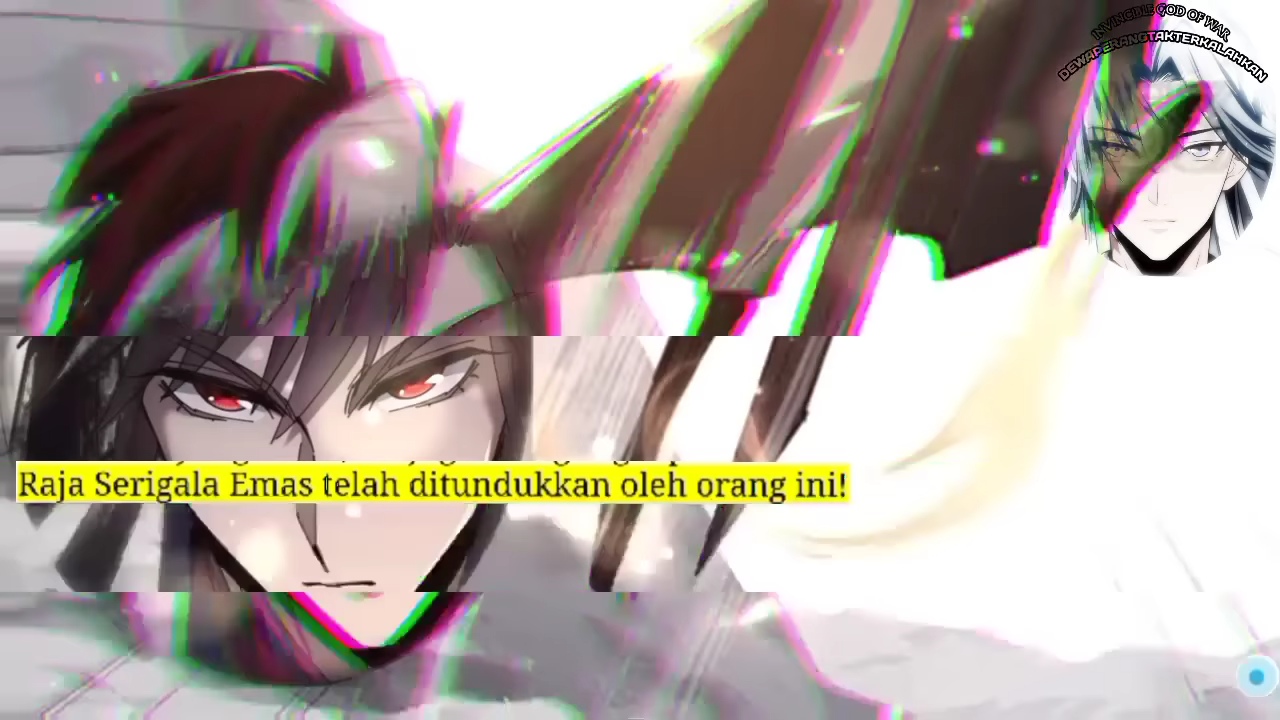 INVINCIBLE GOD OF WAR
DEWAPERANGTAKTERKALAHKAN
Raja Serigala Emas telah ditundukkan oleh orang ini!